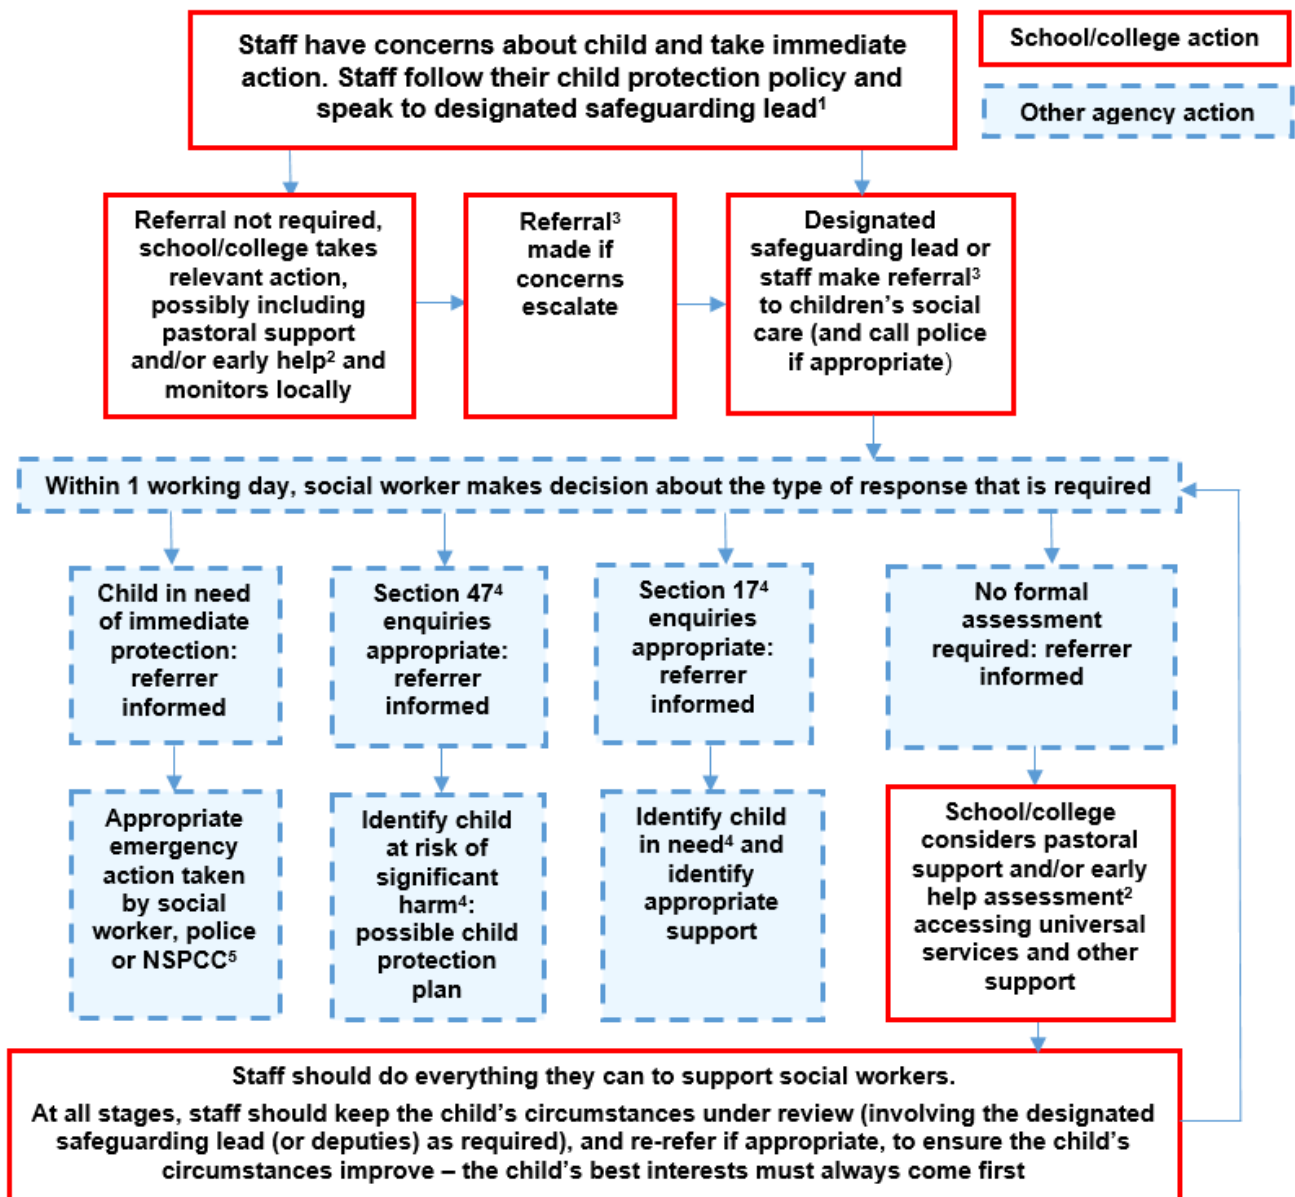 Staff have concerns about child and take immediate
action. Staff follow their child protection policy and
speak to designated safeguarding lead¹
School/college action
Other agency action
Referral not required,
school/college takes
relevant action,
possibly including
pastoral support
and/or early help² and
monitors locally
Referral³
made if
concerns
escalate
Designated
safeguarding lead or
staff make referral³
to children’s social
care (and call police
if appropriate)
Within 1 working day, social worker makes decision about the type of response that is required
Child in need
of immediate
protection:
referrer
informed
Section 47⁴
enquiries
appropriate:
referrer
informed
Section 17⁴
enquiries
appropriate:
referrer
informed
No formal
assessment
required: referrer
informed
Appropriate
emergency
action taken
by social
worker, police
or NSPCC⁵
Identify child
at risk of
significant
harm⁴:
possible child
protection
plan
Identify child
in need⁴ and
identify
appropriate
support
School/college
considers pastoral
support and/or early
help assessment²
accessing universal
services and other
support
Staff should do everything they can to support social workers.
At all stages, staff should keep the child’s circumstances under review (involving the designated
safeguarding lead (or deputies) as required), and re-refer if appropriate, to ensure the child’s
circumstances improve – the child’s best interests must always come first